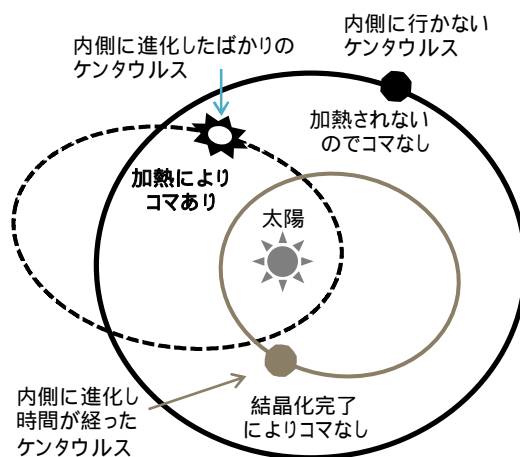 内側に進化したばかりの
ケンタウルス
内側に行かない
ケンタウルス
加熱されない
のでコマなし
加熱により
コマあり
太陽
内側に進化し
時間が経った
ケンタウルス
結晶化完了
によりコマなし